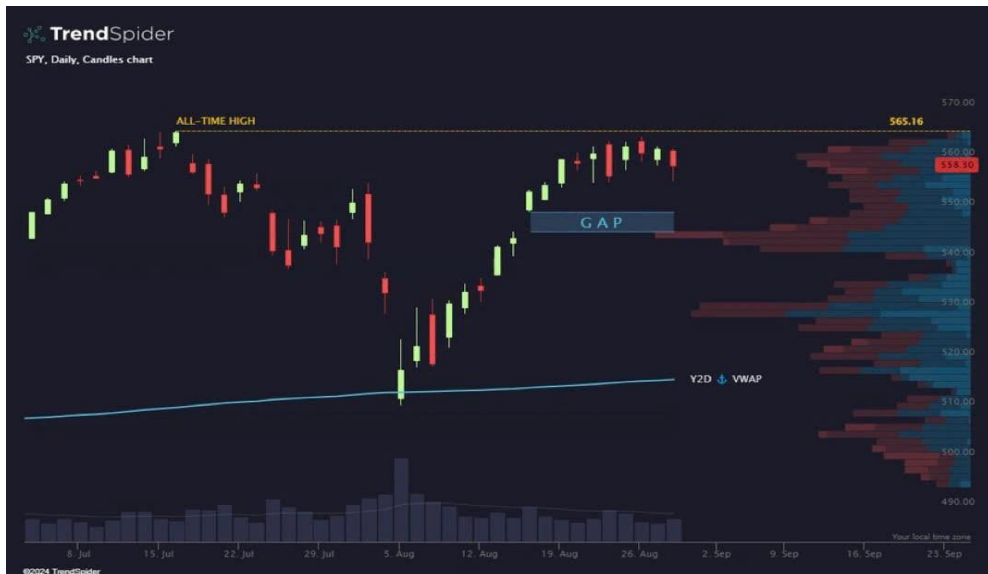 TrendSpider
SPY, Daily, Candles chart
570.00
ALL-TIME HIGH
565.16
560.00
558.30
550.00
GAP
540.00
530.00
520.00
Y2D ⚓ VWAP
510.00
500.00
490.00
Your local time zone
8. Jul 15. Jul 22. Jul 29. Jul 5. Aug 12. Aug 19. Aug 26. Aug 2. Sep 9. Sep 16. Sep 23. Sep
©2024 TrendSpider